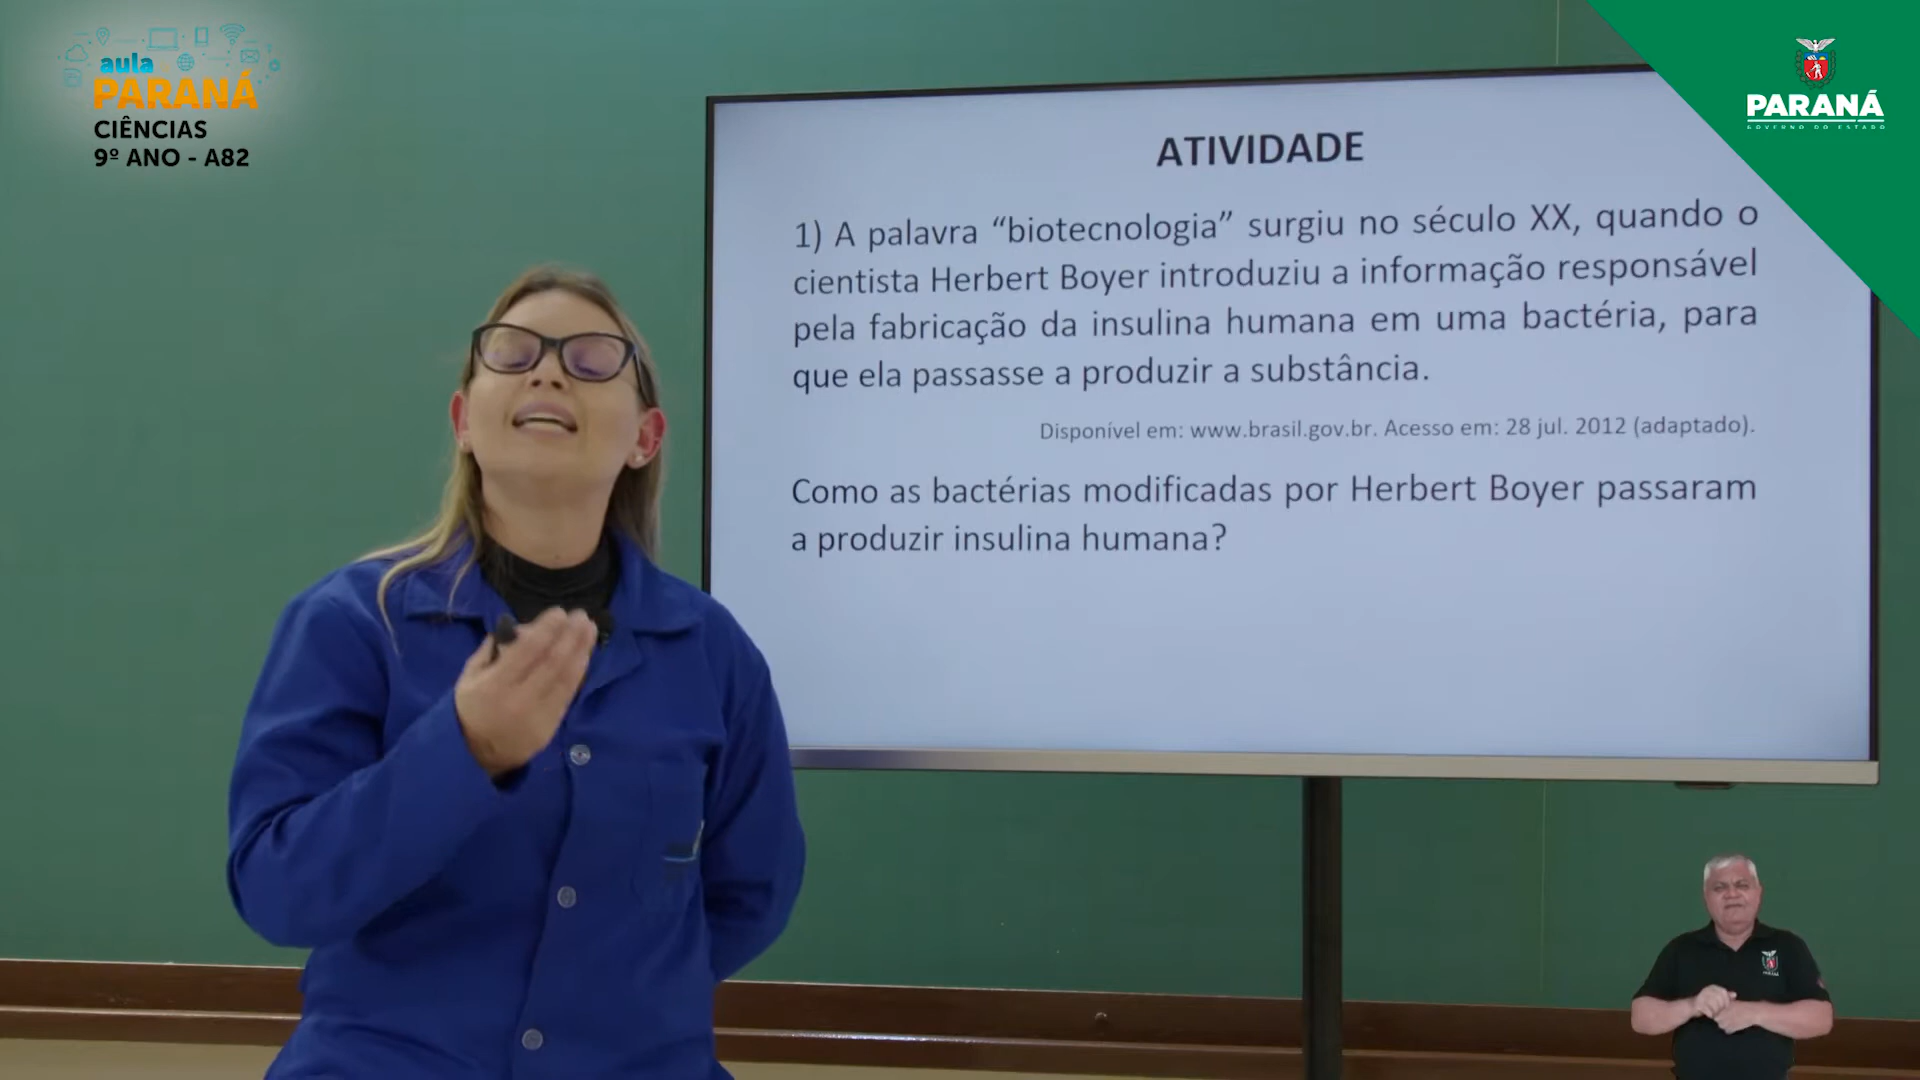 aula
PARANÁ
CIÊNCIAS
9º ANO - A82
PARANÁ
GOVERNO DO ESTADO
ATIVIDADE
1) A palavra “biotecnologia” surgiu no século XX, quando o
cientista Herbert Boyer introduziu a informação responsável
pela fabricação da insulina humana em uma bactéria, para
que ela passasse a produzir a substância.
Disponível em: www.brasil.gov.br. Acesso em: 28 jul. 2012 (adaptado).
Como as bactérias modificadas por Herbert Boyer passaram
a produzir insulina humana?